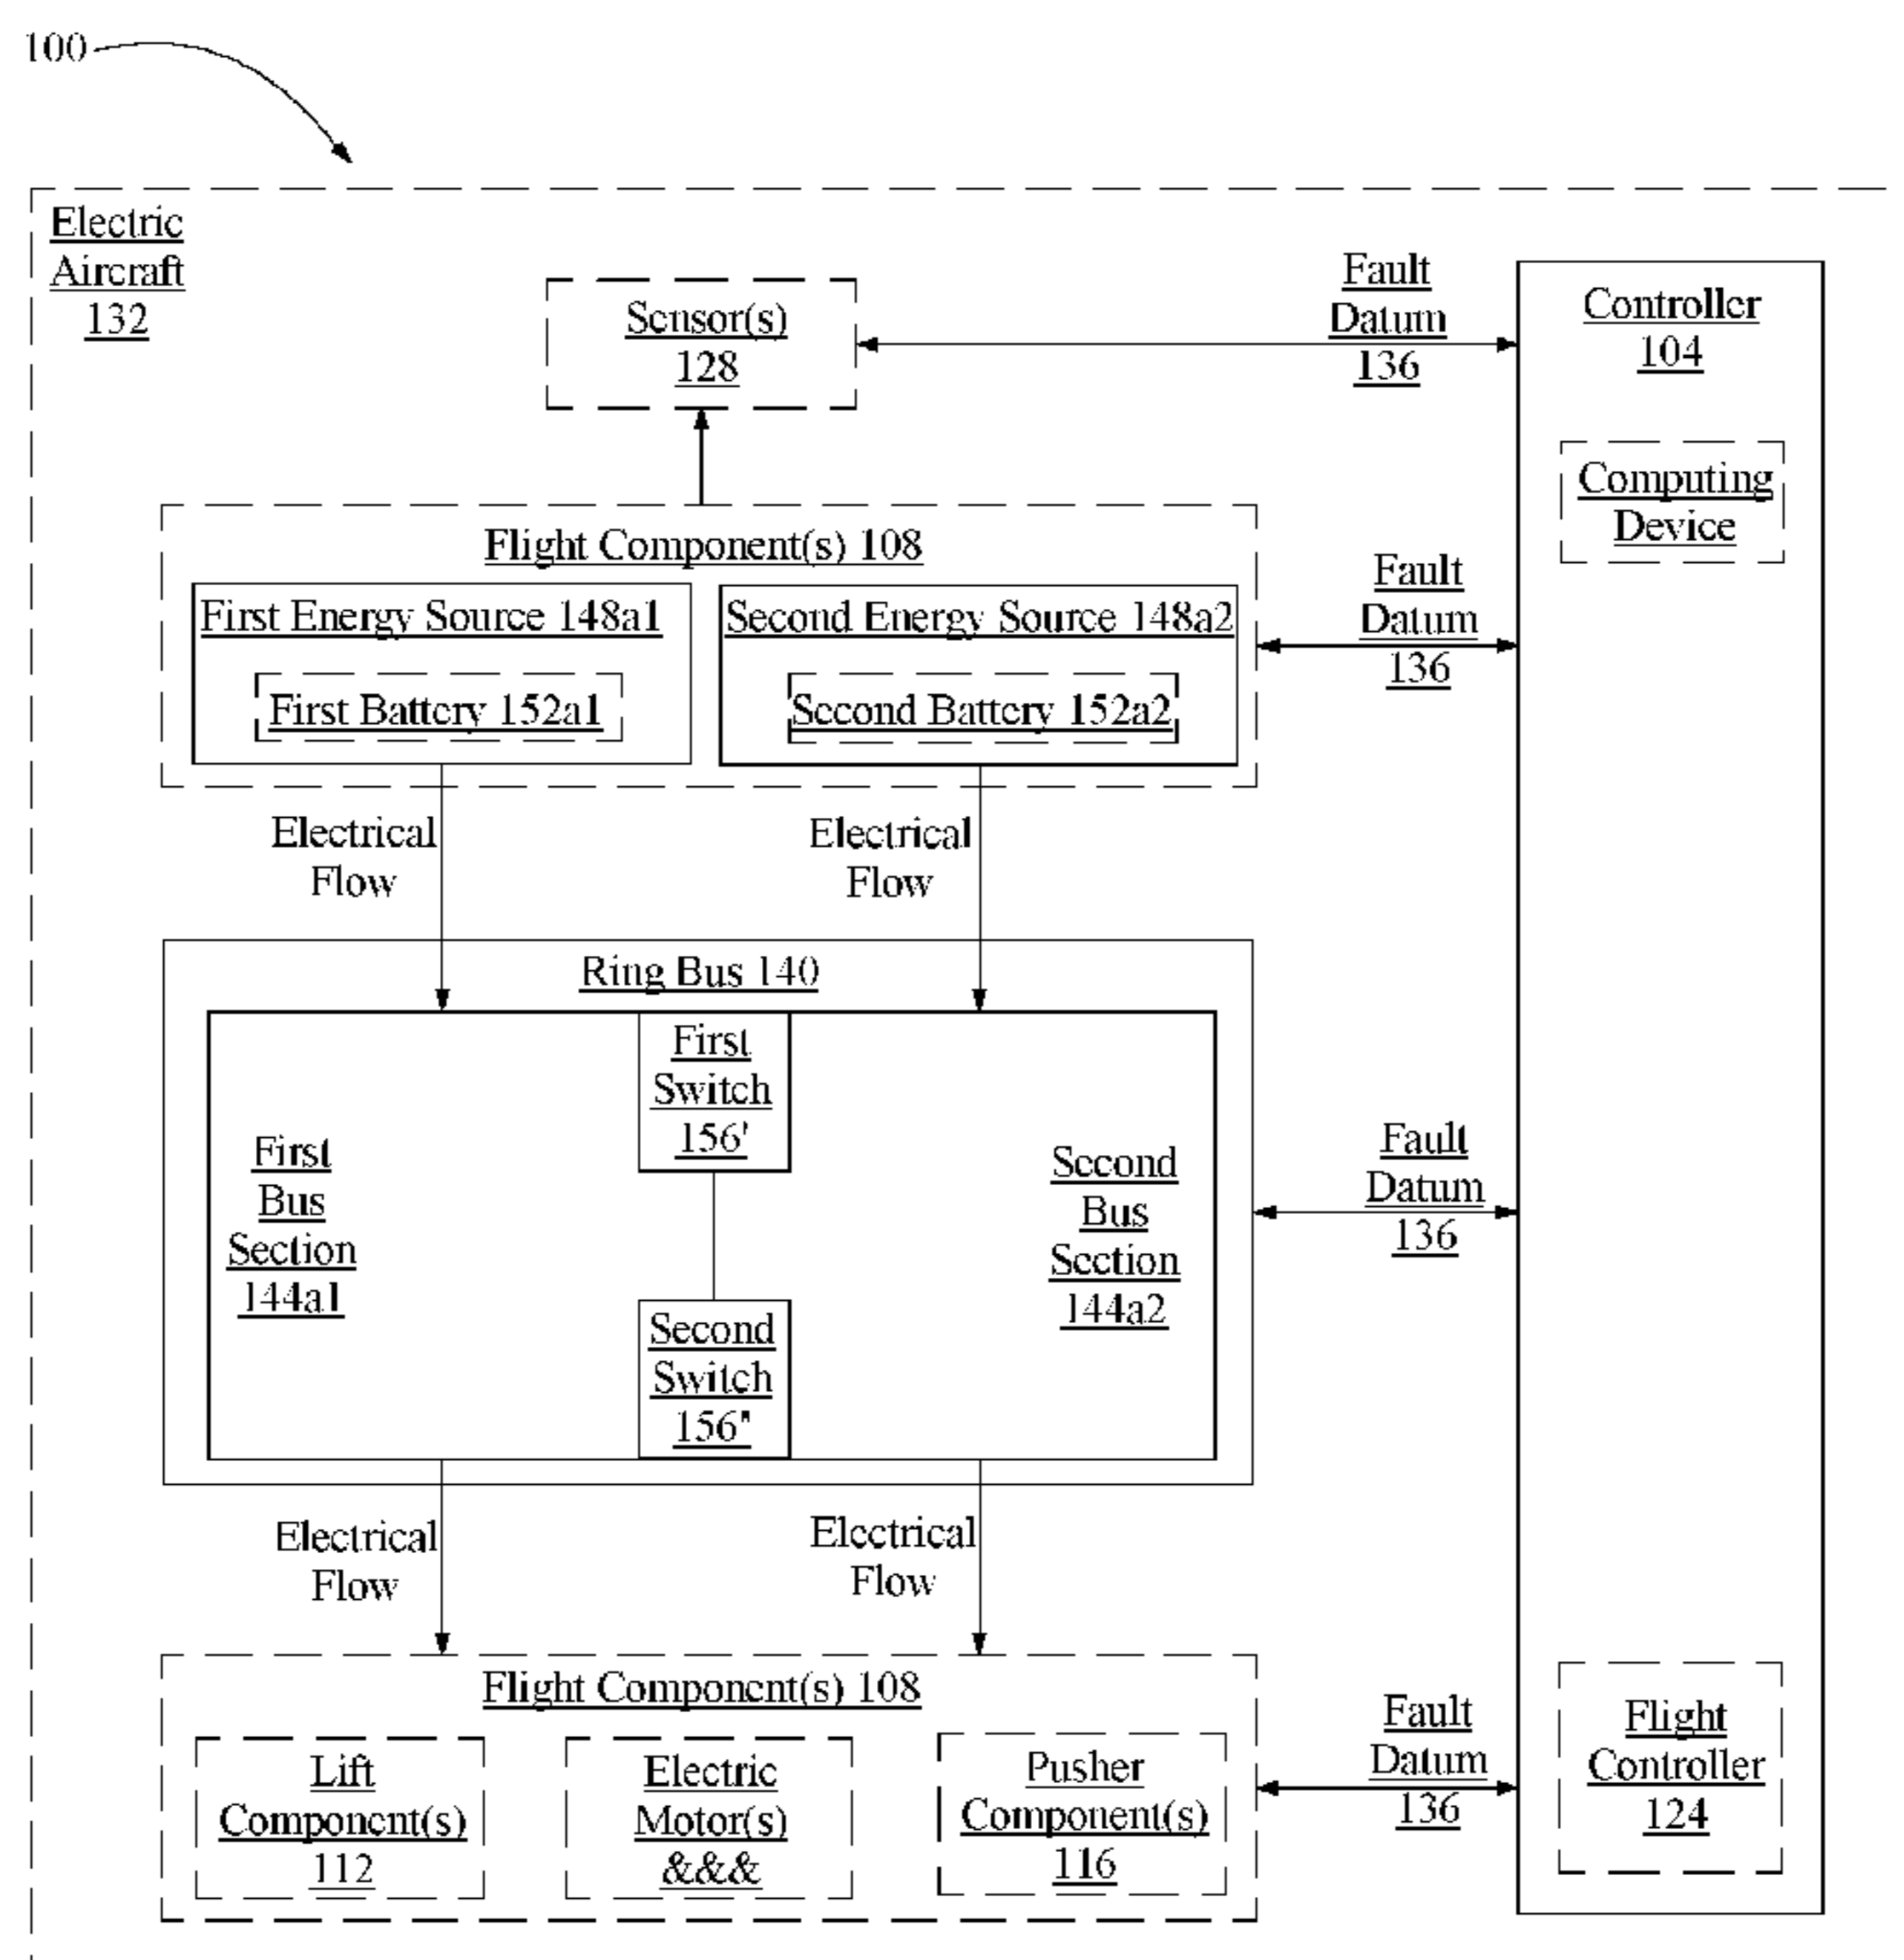 100
Electric
Aircraft
132
Sensor(s)
128
Fault
Datum
136
Controller
104
Computing
Device
Flight Component(s) 108
First Energy Source 148a1
First Battery 152a1
Second Energy Source 148a2
Second Battery 152a2
Fault
Datum
136
Electrical
Flow
Electrical
Flow
Ring Bus 140
First
Switch
156'
First
Bus
Section
144a1
Second
Bus
Section
144a2
Second
Switch
156"
Fault
Datum
136
Electrical
Flow
Electrical
Flow
Flight Component(s) 108
Lift
Component(s)
112
Electric
Motor(s)
&&&
Pusher
Component(s)
116
Fault
Datum
136
Flight
Controller
124